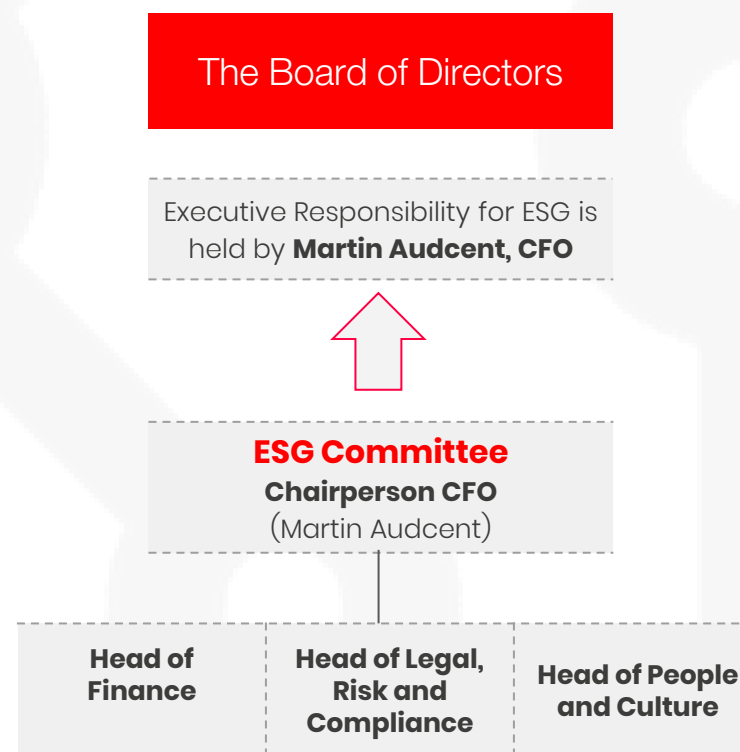 The Board of Directors
Executive Responsibility for ESG is
held by Martin Audcent, CFO
ESG Committee
Chairperson CFO
(Martin Audcent)
Head of
Finance
Head of Legal,
Risk and
Compliance
Head of People
and Culture